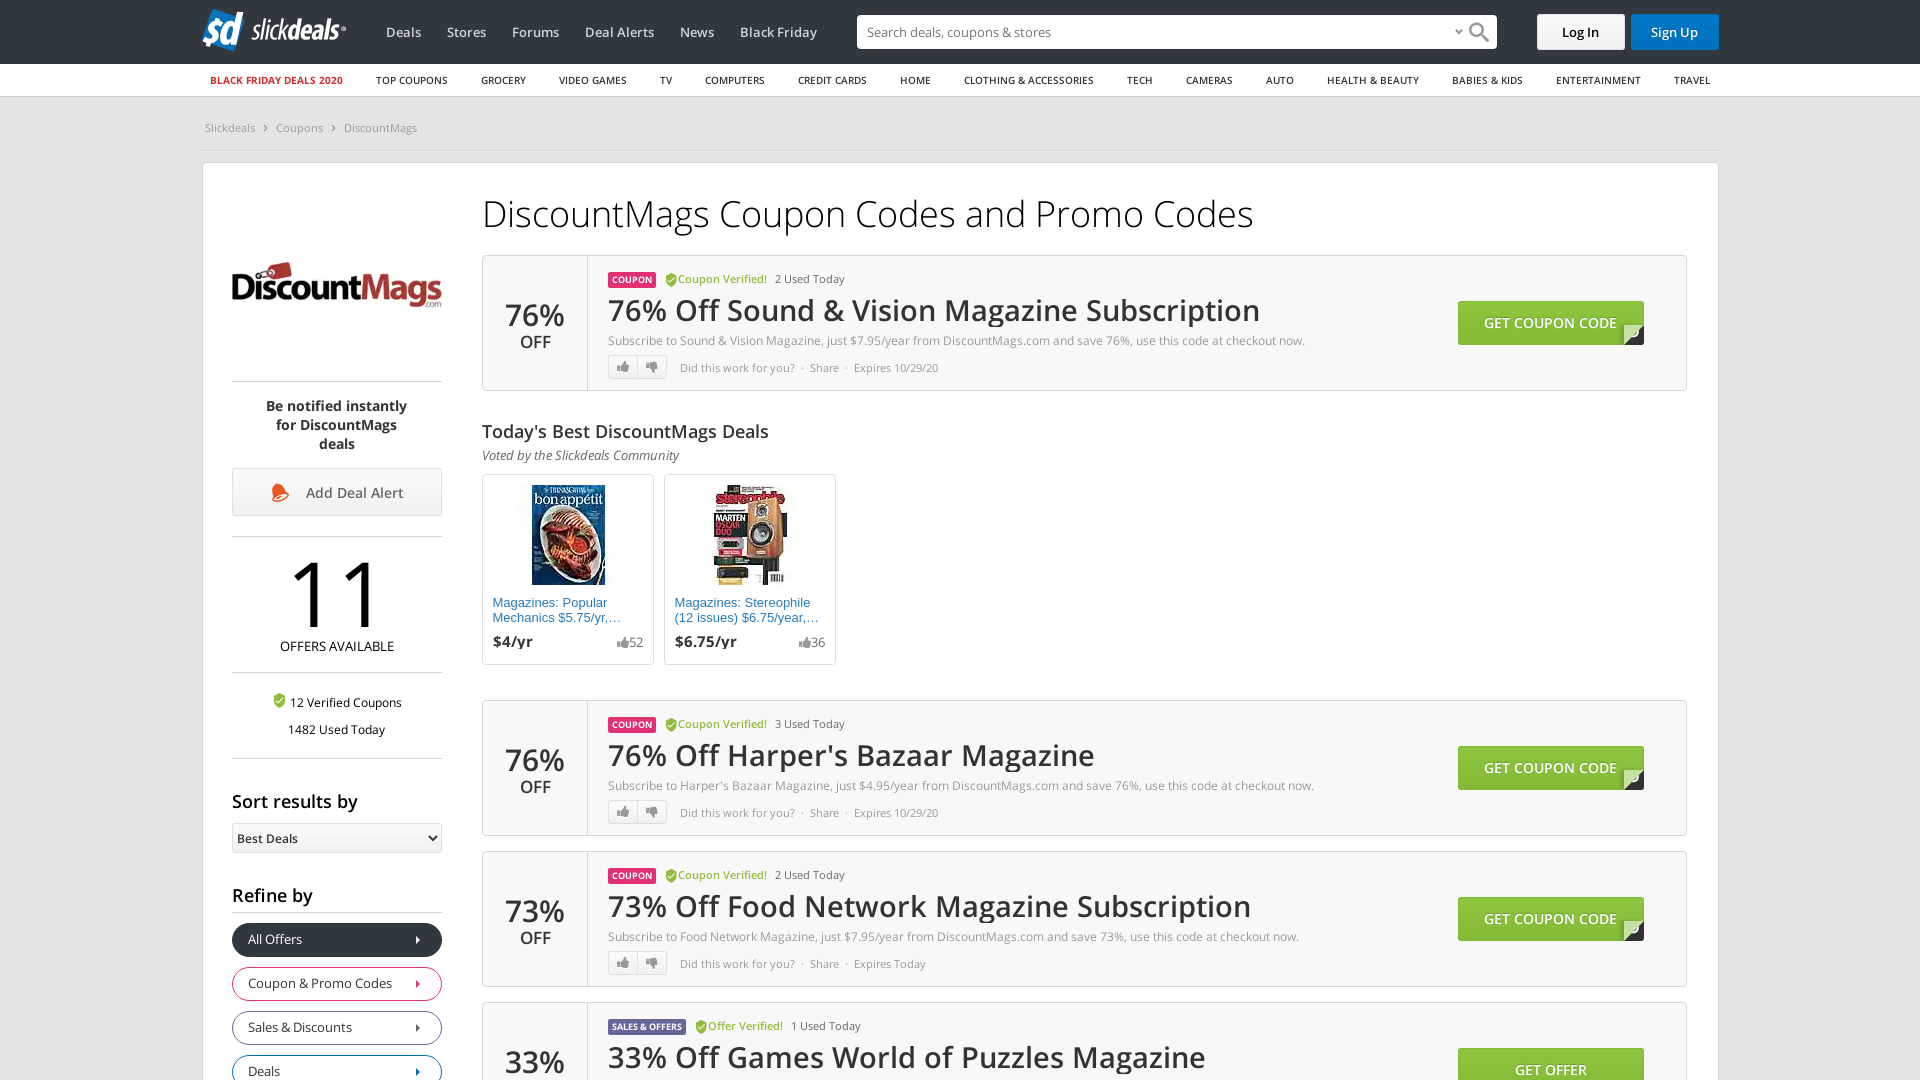 sd slickdeals
Deals
Stores
Forums
Deal Alerts
News
Black Friday
Search deals, coupons & stores
Log In
Sign Up
BLACK FRIDAY DEALS 2020
TOP COUPONS
GROCERY
VIDEO GAMES
TV
COMPUTERS
CREDIT CARDS
HOME
CLOTHING & ACCESSORIES
TECH
CAMERAS
AUTO
HEALTH & BEAUTY
BABIES & KIDS
ENTERTAINMENT
TRAVEL
Slickdeals › Coupons › DiscountMags
DiscountMags.com
Be notified instantly
for DiscountMags
deals
Add Deal Alert
11
OFFERS AVAILABLE
12 Verified Coupons
1482 Used Today
Sort results by
Best Deals
Refine by
All Offers
Coupon & Promo Codes
Sales & Discounts
Deals
DiscountMags Coupon Codes and Promo Codes
76%
OFF
COUPON Coupon Verified! 2 Used Today
76% Off Sound & Vision Magazine Subscription
Subscribe to Sound & Vision Magazine, just $7.95/year from DiscountMags.com and save 76%, use this code at checkout now.
Did this work for you? · Share · Expires 10/29/20
GET COUPON CODE
Today's Best DiscountMags Deals
Voted by the Slickdeals Community
THANKSGIVING
bon appétit
Magazines: Popular
Mechanics $5.75/yr,...
$4/yr
52
stereophile
MARTEN
OSCAR
DUO
Magazines: Stereophile
(12 issues) $6.75/year,...
$6.75/yr
36
76%
OFF
COUPON Coupon Verified! 3 Used Today
76% Off Harper's Bazaar Magazine
Subscribe to Harper's Bazaar Magazine, just $4.95/year from DiscountMags.com and save 76%, use this code at checkout now.
Did this work for you? · Share · Expires 10/29/20
GET COUPON CODE
73%
OFF
COUPON Coupon Verified! 2 Used Today
73% Off Food Network Magazine Subscription
Subscribe to Food Network Magazine, just $7.95/year from DiscountMags.com and save 73%, use this code at checkout now.
Did this work for you? · Share · Expires Today
GET COUPON CODE
33%
SALES & OFFERS Offer Verified! 1 Used Today
33% Off Games World of Puzzles Magazine
GET OFFER